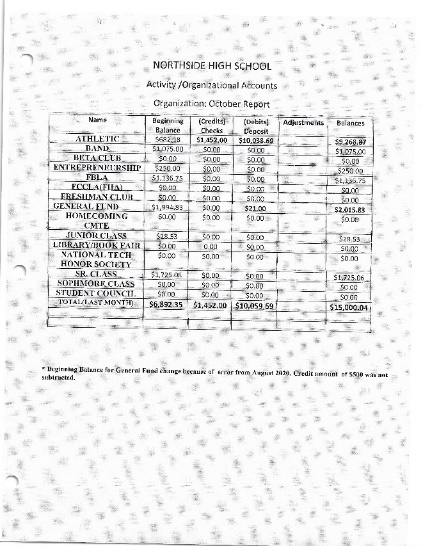 NORTHSIDE HIGH SCHOOL
Activity /Organizational Accounts
Organization: October Report
Name Beginning Balance (Credits) Checks (Debits) Deposit Adjustments Balances
ATHLETIC $682.18 $1,452.00 $10,038.69 $9,268.87
BAND $1,075.00 $0.00 $0.00 $1,075.00
BETA CLUB $0.00 $0.00 $0.00 $0.00
ENTREPRENEURSHIP $250.00 $0.00 $0.00 $250.00
FBLA $1,136.75 $0.00 $0.00 $1,136.75
FCCLA(FHA) $0.00 $0.00 $0.00 $0.00
FRESHMAN CLUB $0.00 $0.00 $0.00 $0.00
GENERAL FUND $1,994.83 $0.00 $21.00 $2,015.83
HOMECOMING CMTE $0.00 $0.00 $0.00 $0.00
JUNIOR CLASS $28.53 $0.00 $0.00 $28.53
LIBRARY/BOOK FAIR $0.00 0.00 $0.00 $0.00
NATIONAL TECH HONOR SOCIETY $0.00 $0.00 $0.00 $0.00
SR. CLASS $1,725.06 $0.00 $0.00 $1,725.06
SOPHMORE CLASS $0.00 $0.00 $0.00 $0.00
STUDENT COUNCIL $0.00 $0.00 $0.00 $0.00
TOTAL(LAST MONTH) $6,892.35 $1,452.00 $10,059.69 $15,000.04
* Beginning Balance for General Fund change because of error from August 2020. Credit amount of $500 was not
subtracted.